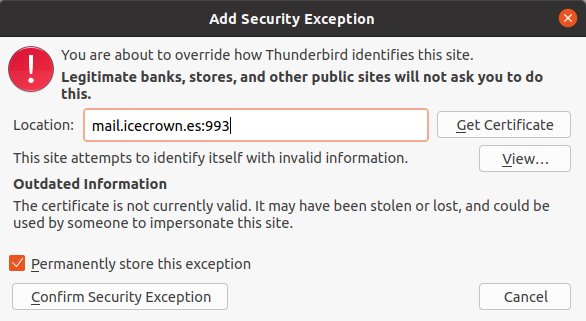 Add Security Exception
You are about to override how Thunderbird identifies this site.
Legitimate banks, stores, and other public sites will not ask you to do
this.
Location: mail.icecrown.es:993 Get Certificate
This site attempts to identify itself with invalid information. View...
Outdated Information
The certificate is not currently valid. It may have been stolen or lost, and could be
used by someone to impersonate this site.
Permanently store this exception
Confirm Security Exception Cancel